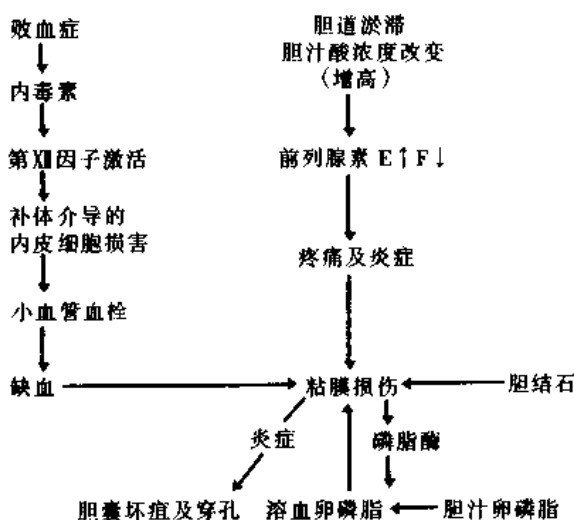 败血症
内毒素
第Ⅻ因子激活
补体介导的
内皮细胞损害
小血管血栓
缺血
胆道淤滞
胆汁酸浓度改变
(增高)
前列腺素 E↑F↓
疼痛及炎症
粘膜损伤
胆结石
炎症
磷脂酶
胆囊坏疽及穿孔
溶血卵磷脂
胆汁卵磷脂